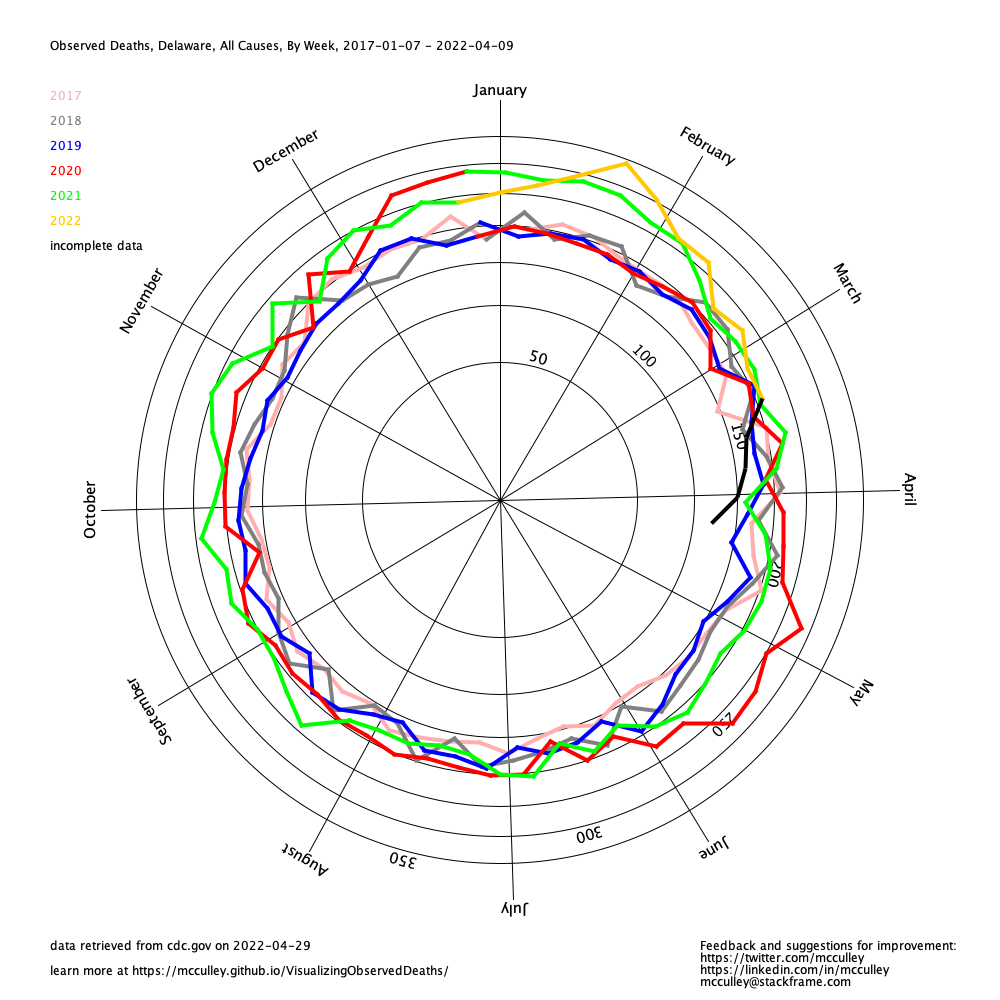 Observed Deaths, Delaware, All Causes, By Week, 2017-01-07 - 2022-04-09
January
2017
2018
2019
2020
2021
2022
incomplete data
December
February
November
March
50
100
150
October
April
200
September
May
250
300
350
August
June
July
data retrieved from cdc.gov on 2022-04-29
learn more at https://mcculley.github.io/VisualizingObservedDeaths/
Feedback and suggestions for improvement:
https://twitter.com/mcculley
https://linkedin.com/in/mcculley
mcculley@stackframe.com